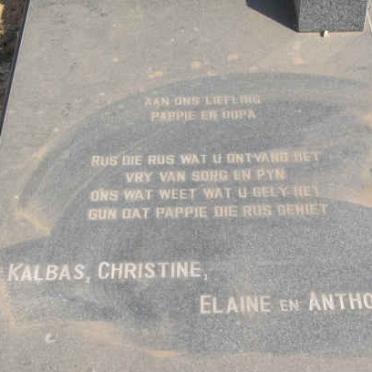 AAN ONS LIEFLING
PAPPIE EN OUPA
RUS DIE RUS WAT U ONTVANG HET
VRY VAN SORG EN PYN
ONS WAT WEET WAT U GELY HET
GUN DAT PAPPIE DIE RUS GENIET
KALBAS, CHRISTINE,
ELAINE EN ANTHO